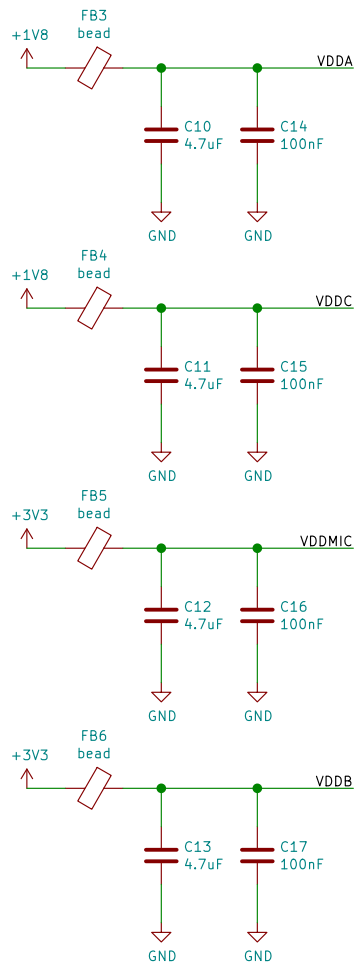 FB3
bead
+1V8
VDDA
C10
4.7uF
C14
100nF
GND
GND
FB4
bead
+1V8
VDDC
C11
4.7uF
C15
100nF
GND
GND
FB5
bead
+3V3
VDDMIC
C12
4.7uF
C16
100nF
GND
GND
FB6
bead
+3V3
VDDB
C13
4.7uF
C17
100nF
GND
GND